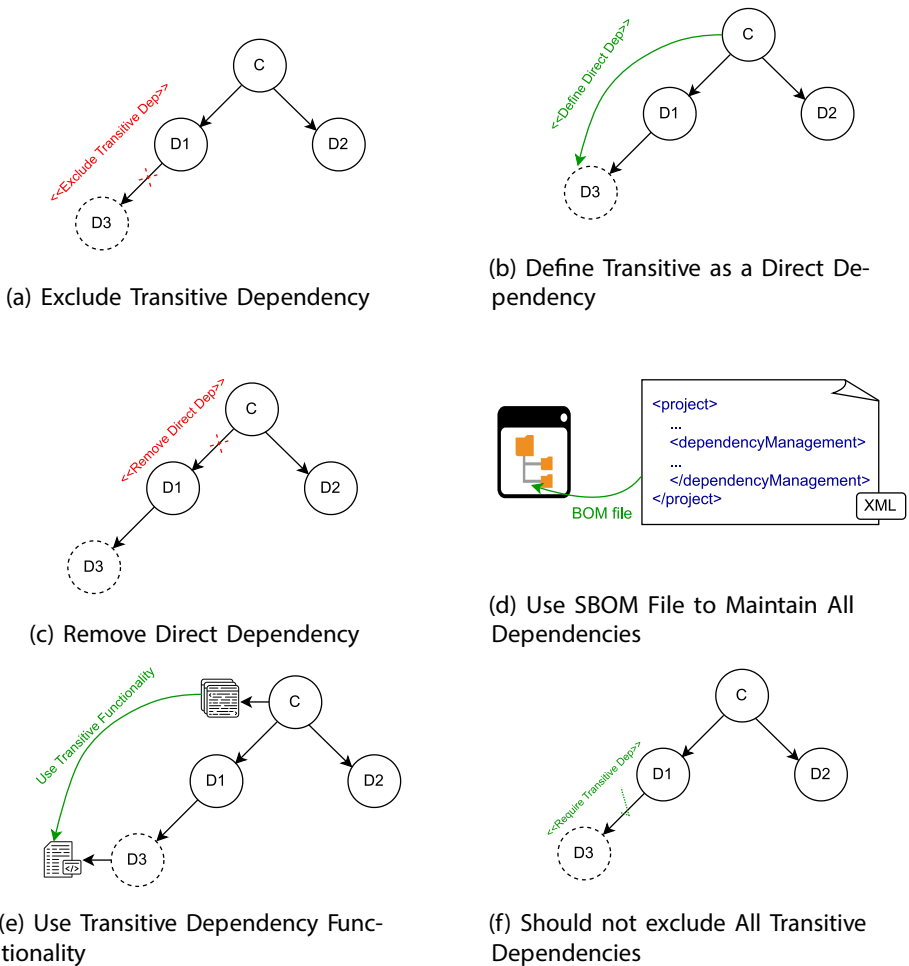 C
<<Exclude Transitive Dep>>
D1
D2
D3
(a) Exclude Transitive Dependency
C
<<Define Direct Dep>>
D1
D2
D3
(b) Define Transitive as a Direct De-
pendency
C
<<Remove Direct Dep>>
D1
D2
D3
(c) Remove Direct Dependency
<project>
...
<dependencyManagement>
...
</dependencyManagement>
</project>
XML
BOM file
(d) Use SBOM File to Maintain All
Dependencies
C
Use Transitive Functionality
D1
D2
D3
</>
(e) Use Transitive Dependency Func-
tionality
C
<<Require Transitive Dep>>
D1
D2
D3
(f) Should not exclude All Transitive
Dependencies